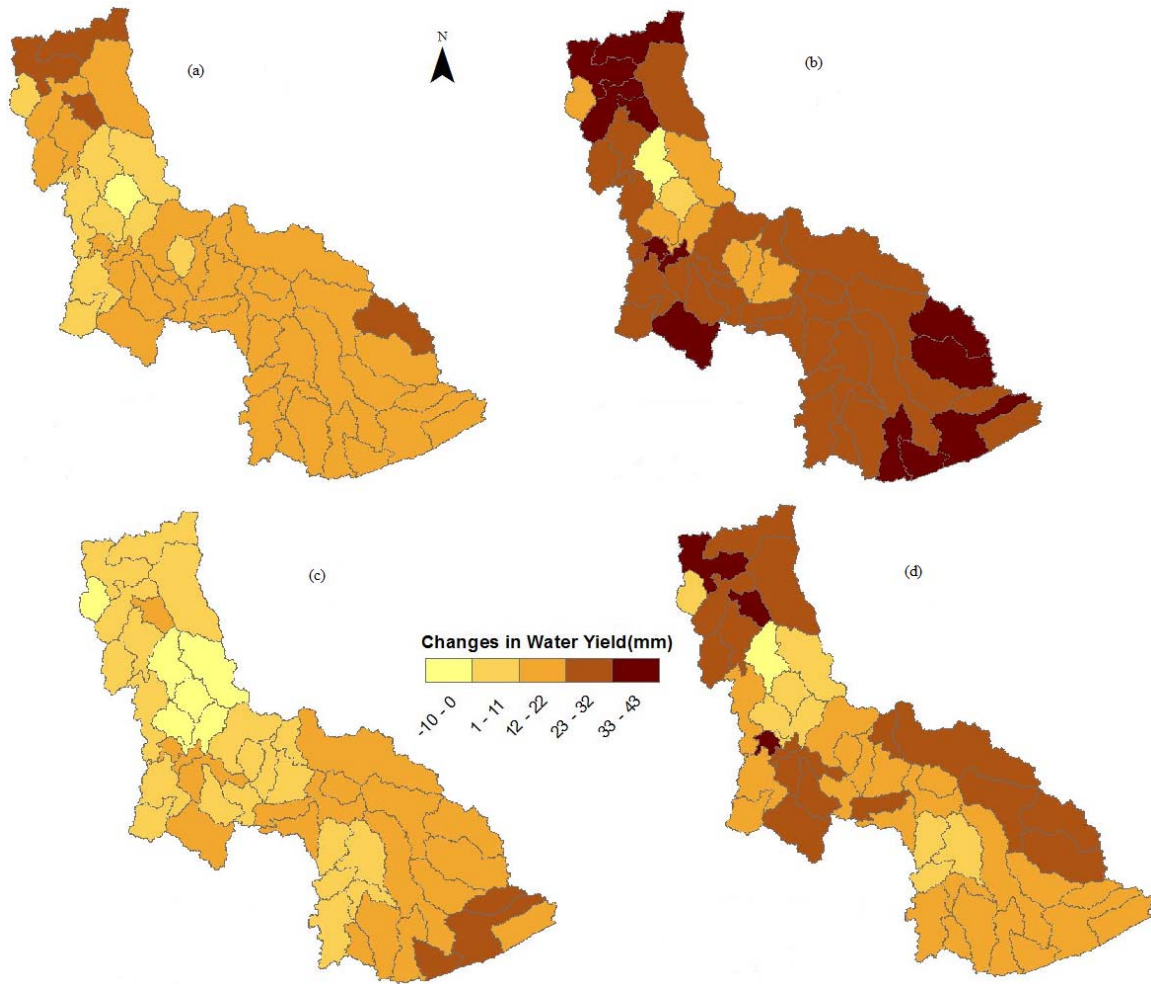 N
(a)
(b)
(c)
(d)
Changes in Water Yield(mm)
-10 - 0
1 - 11
12 - 22
23 - 32
33 - 43